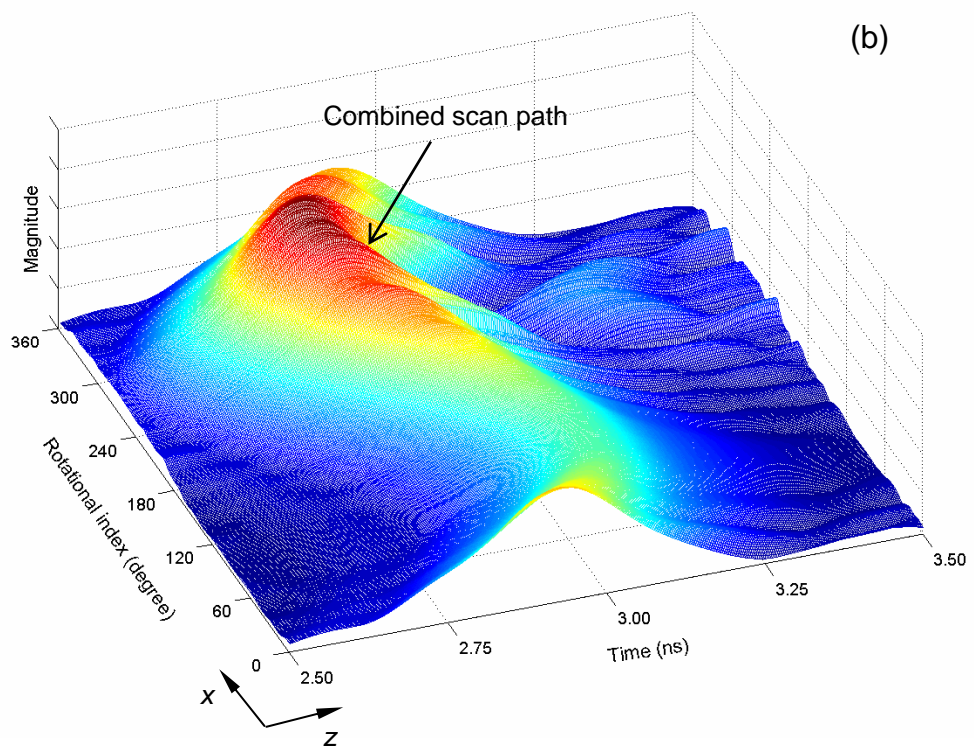 (b)
Combined scan path
Magnitude
360
300
240
180
120
60
0
Rotational index (degree)
2.50
2.75
3.00
3.25
3.50
Time (ns)
x
z